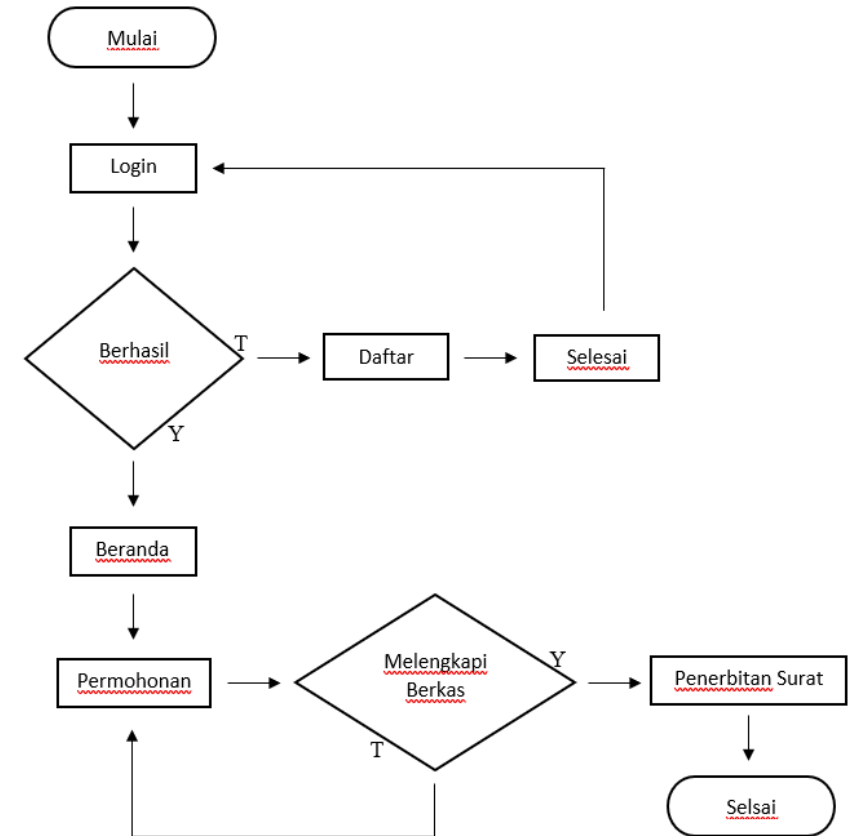 Mulai
Login
Berhasil
T
Daftar
Selesai
Y
Beranda
Permohonan
Melengkapi
Berkas
Y
T
Penerbitan Surat
Selsai